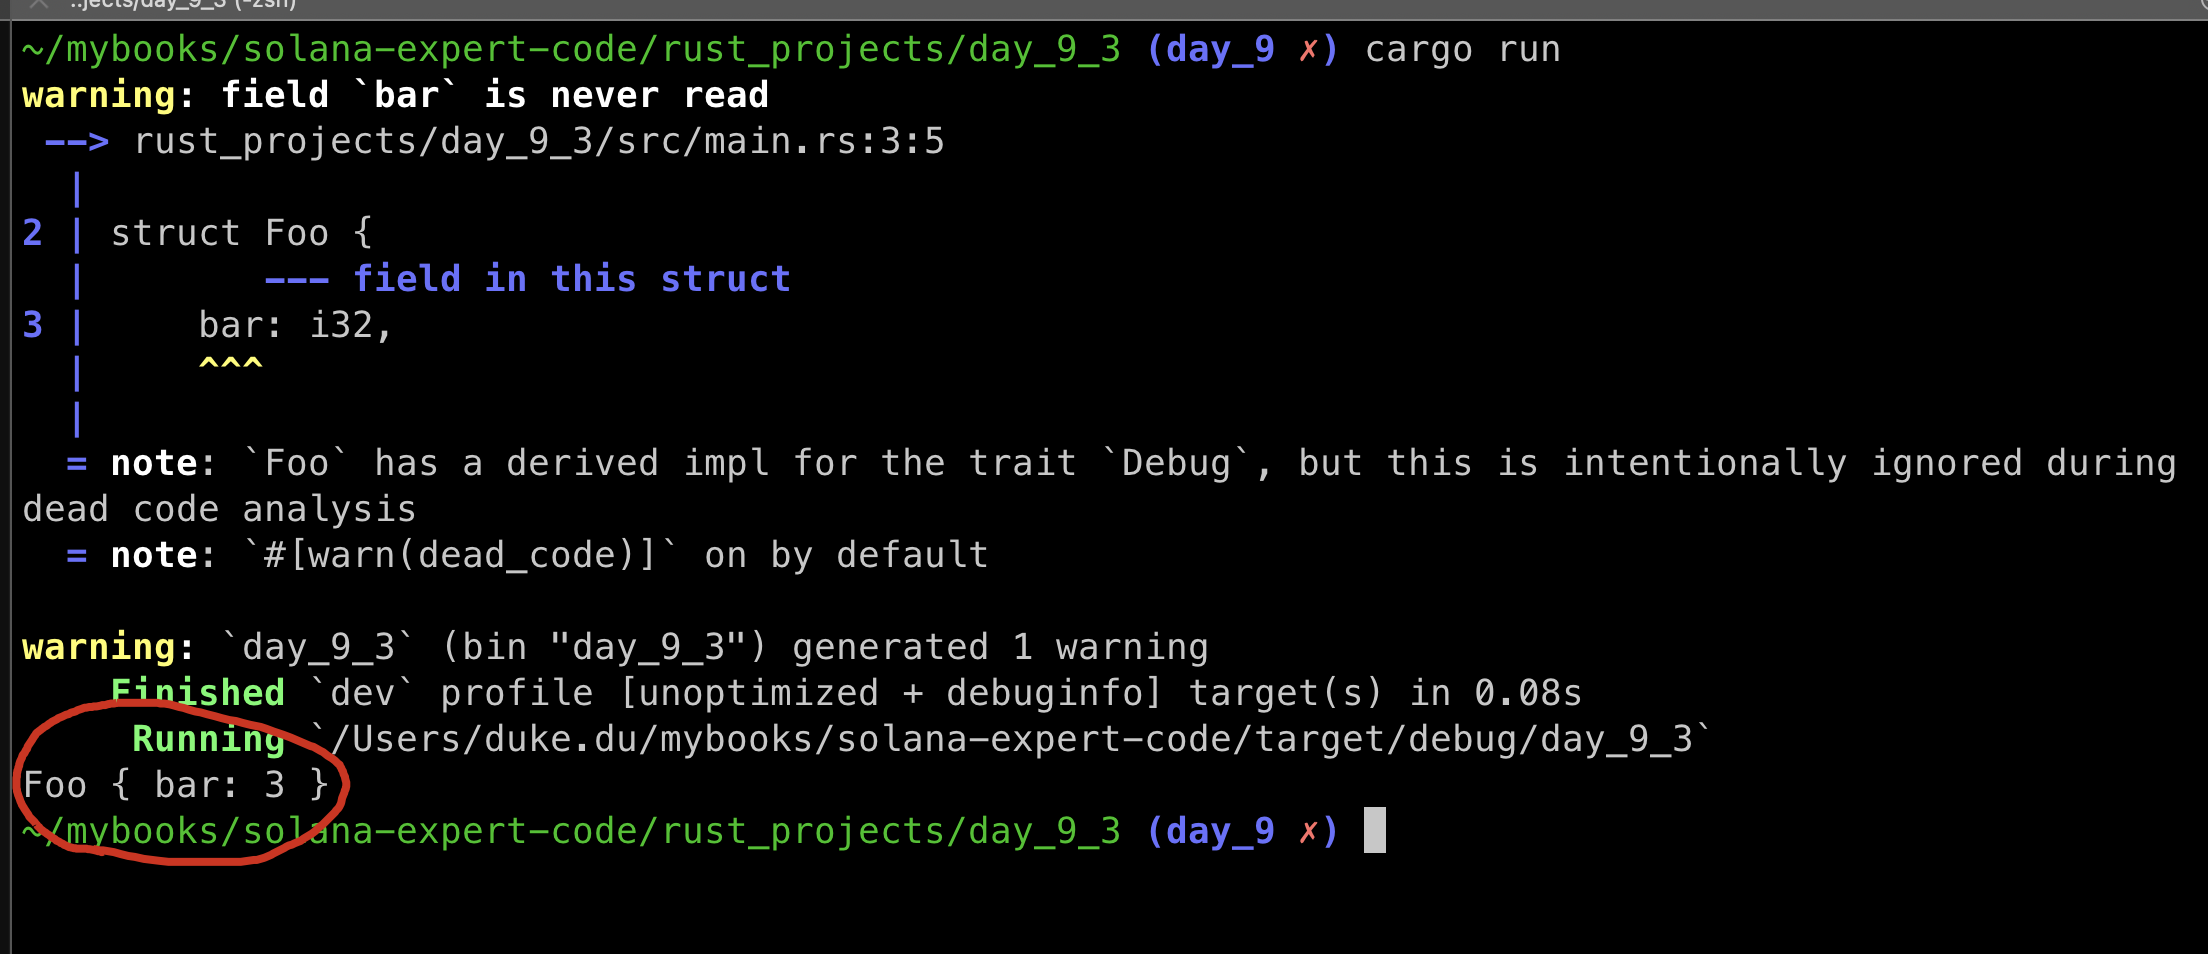 ..jects/day_9_3 (-zsh)
~/mybooks/solana-expert-code/rust_projects/day_9_3 (day_9 ✗) cargo run
warning: field `bar` is never read
 --> rust_projects/day_9_3/src/main.rs:3:5
  |
2 | struct Foo {
  |        --- field in this struct
3 |     bar: i32,
  |     ^^^
  |
  = note: `Foo` has a derived impl for the trait `Debug`, but this is intentionally ignored during
dead code analysis
  = note: `#[warn(dead_code)]` on by default
warning: `day_9_3` (bin "day_9_3") generated 1 warning
    Finished `dev` profile [unoptimized + debuginfo] target(s) in 0.08s
     Running `/Users/duke.du/mybooks/solana-expert-code/target/debug/day_9_3`
Foo { bar: 3 }
~/mybooks/solana-expert-code/rust_projects/day_9_3 (day_9 ✗)